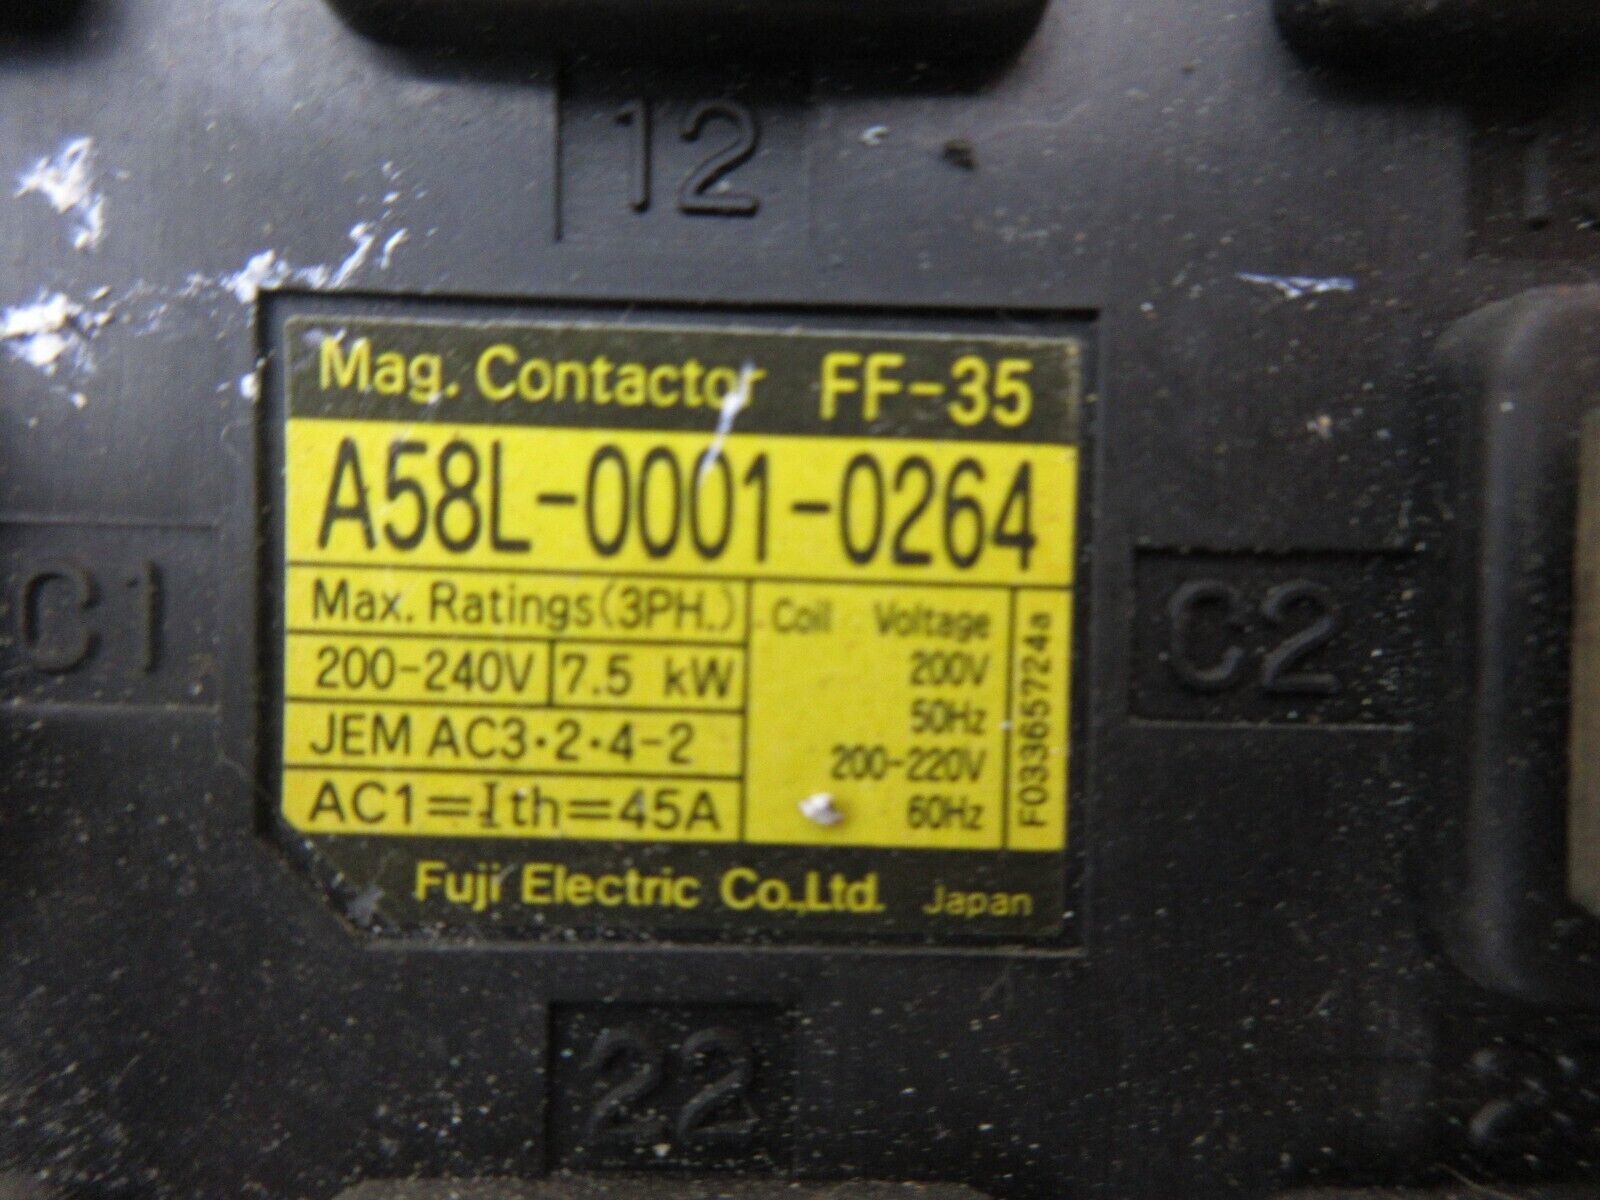 12
1
Mag. Contactor FF-35
A58L-0001-0264
C1
C2
Max. Ratings(3PH.)
200-240V 7.5 kW
JEM AC3·2·4-2
AC1=Ith=45A
Coil Voltage
200V
50Hz
200-220V
60Hz
F03365724a
Fuji Electric Co.,Ltd. Japan
22
2